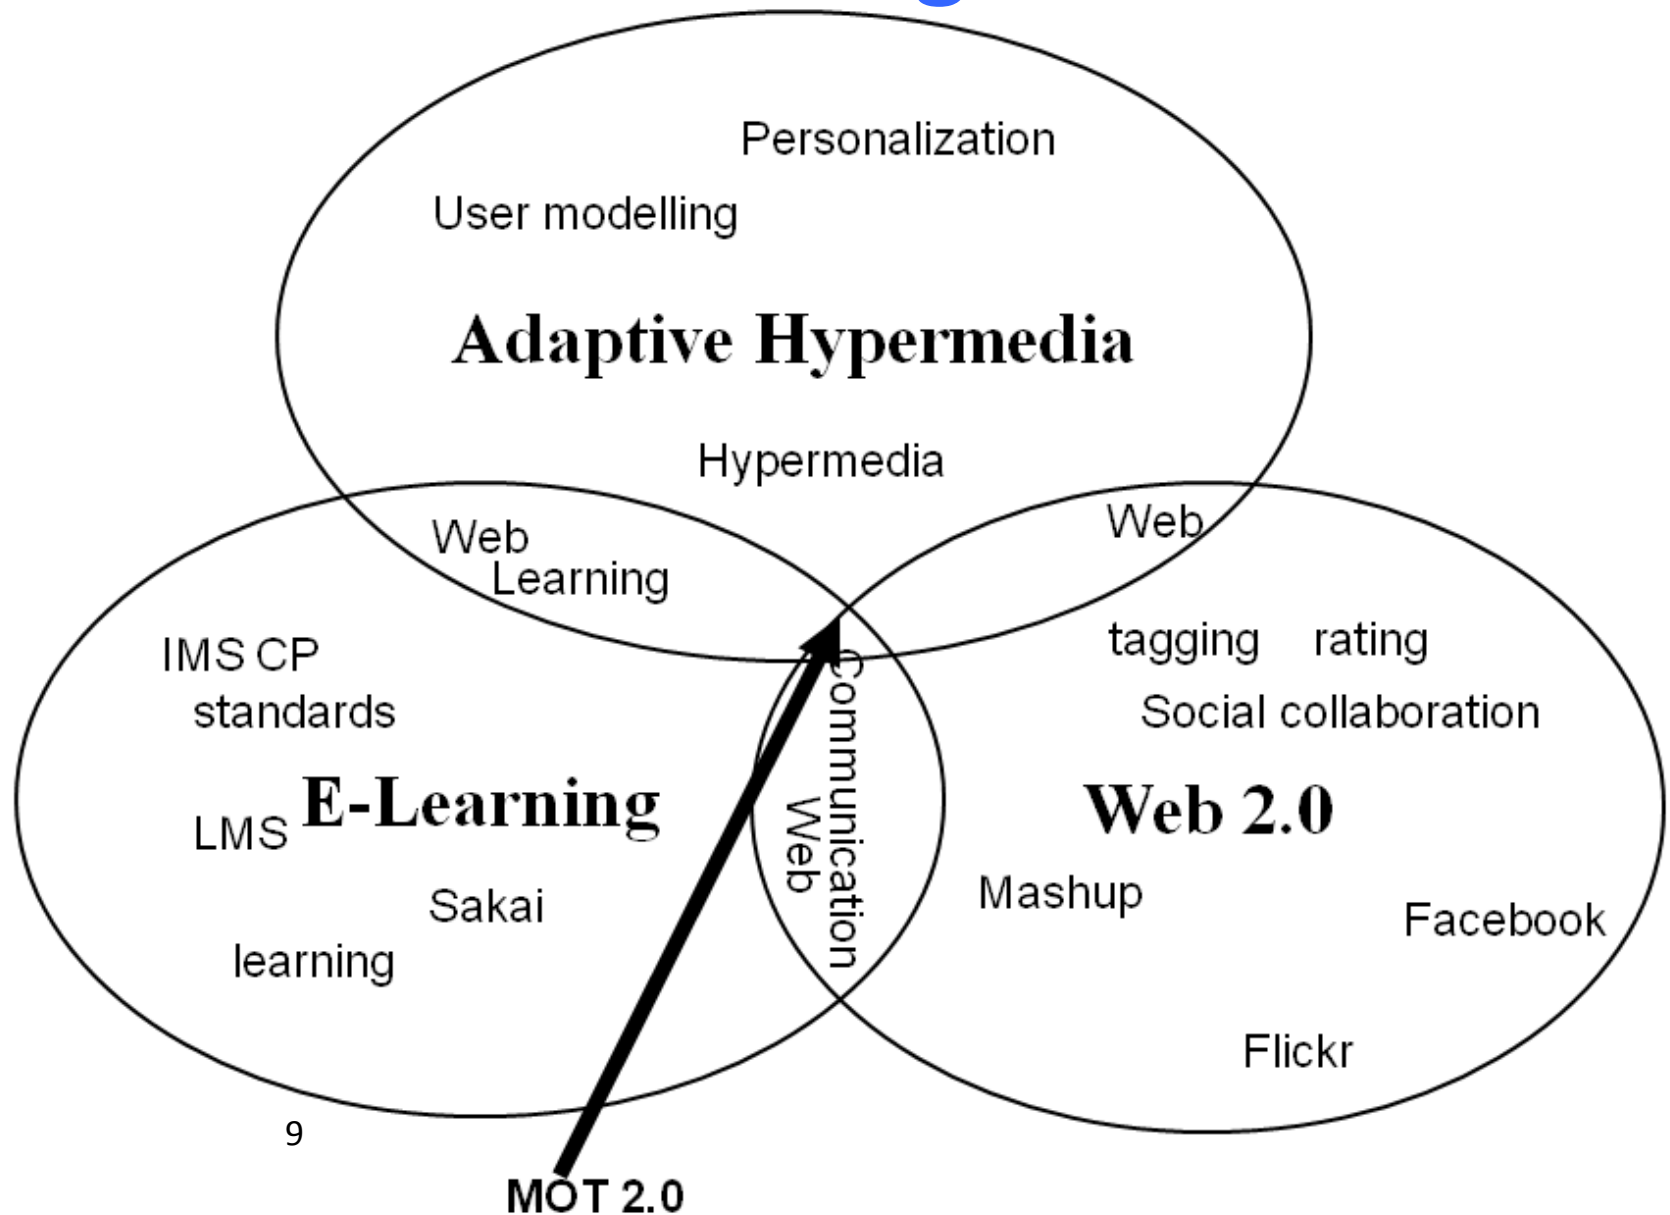 g
Personalization
User modelling
Adaptive Hypermedia
Hypermedia
Web
Learning
Web
IMS CP
standards
LMS
E-Learning
Sakai
learning
Communication
Web
tagging rating
Social collaboration
Web 2.0
Mashup
Facebook
Flickr
9
MOT 2.0